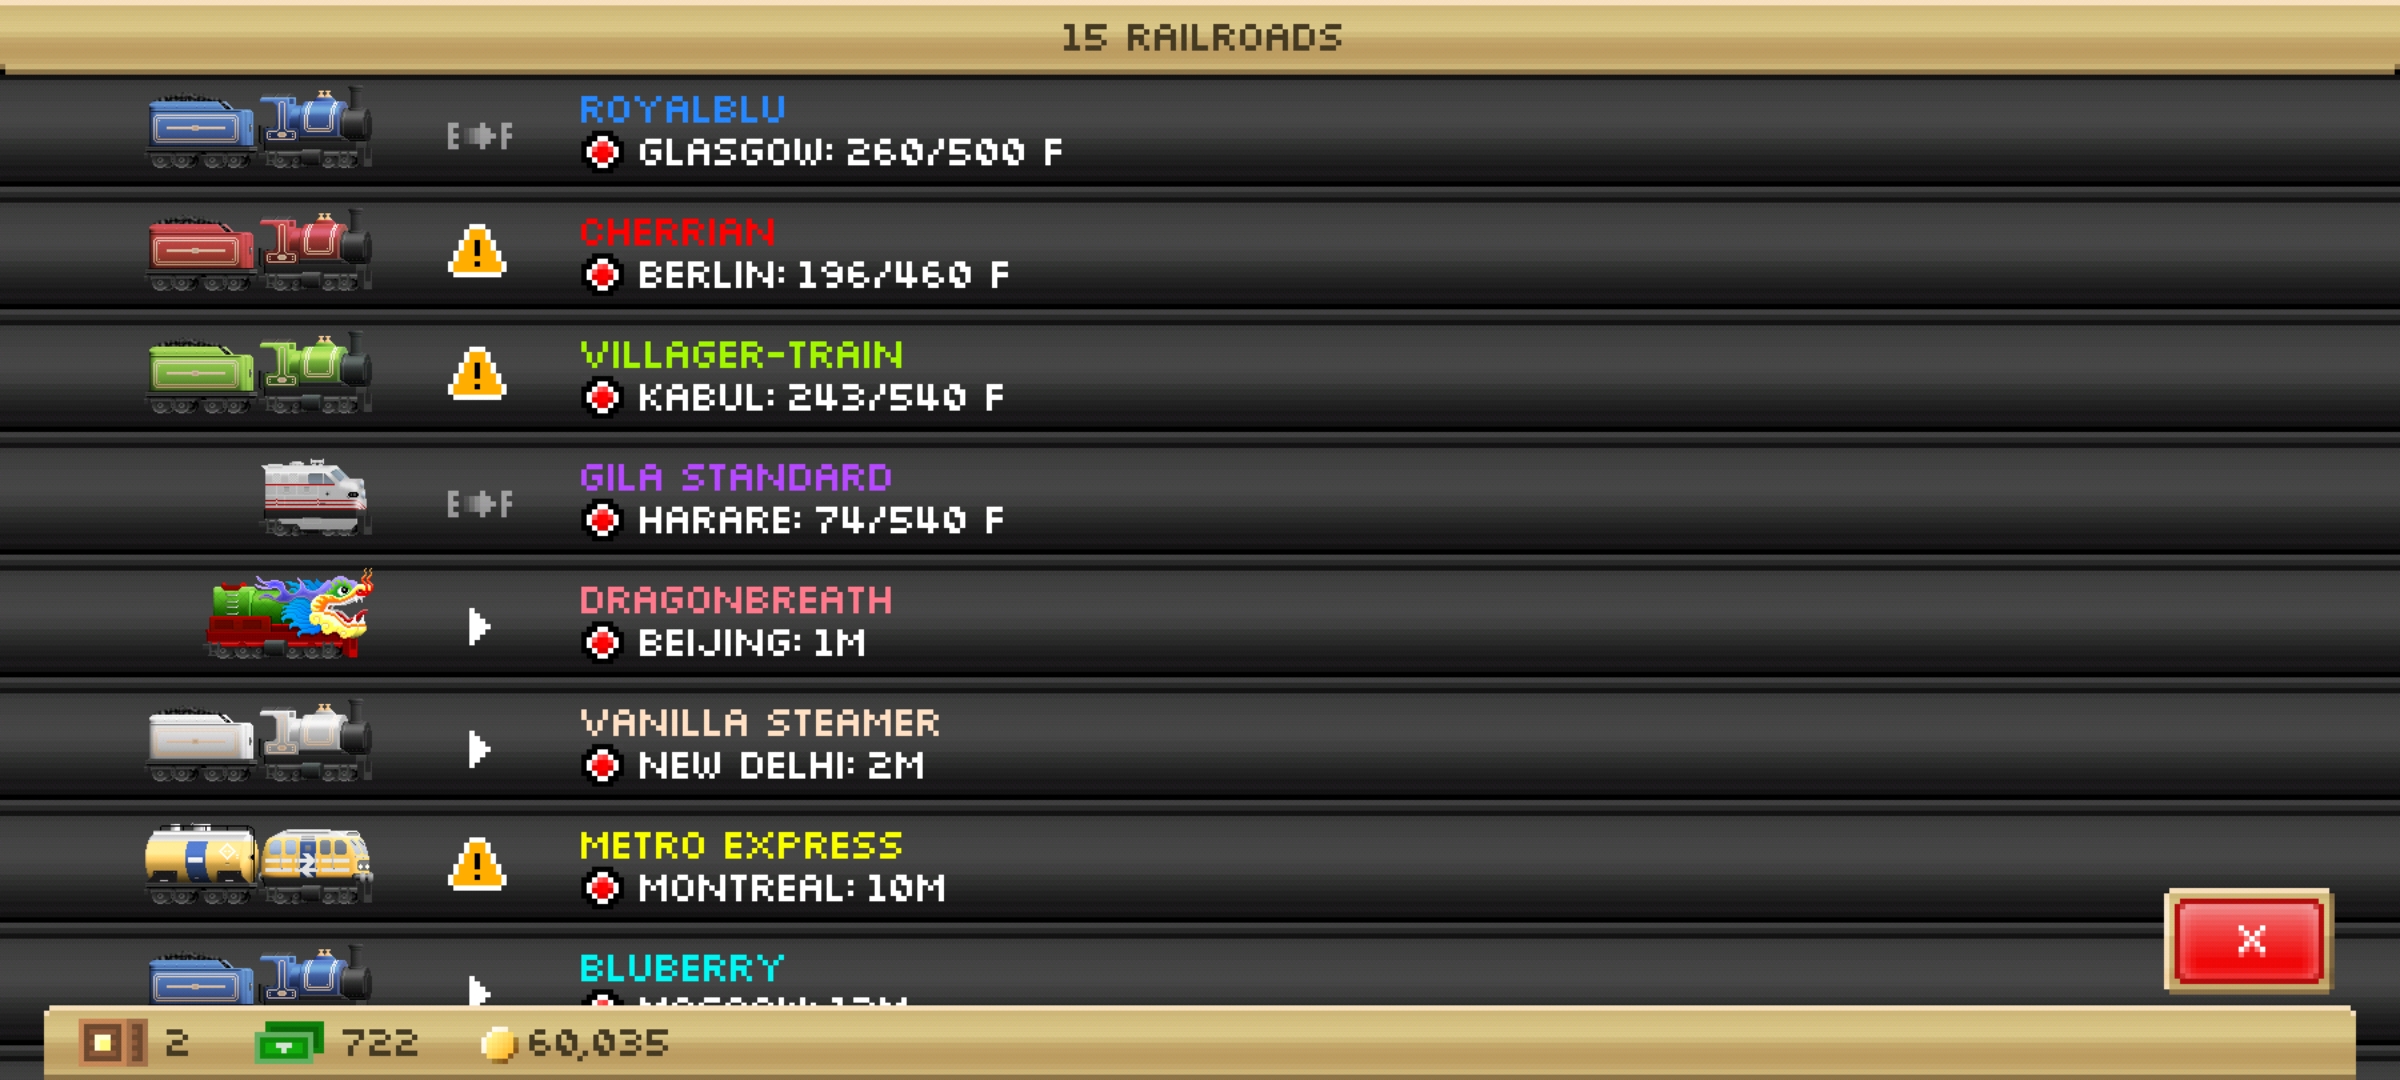 15 RAILROADS
E F
ROYALBLU
GLASGOW: 260/500 F
CHERRIAN
BERLIN: 196/460 F
VILLAGER-TRAIN
KABUL: 243/540 F
E F
GILA STANDARD
HARARE: 74/540 F
DRAGONBREATH
BEIJING: 1M
VANILLA STEAMER
NEW DELHI: 2M
METRO EXPRESS
MONTREAL: 10M
BLUBERRY
X
2 722 60,035